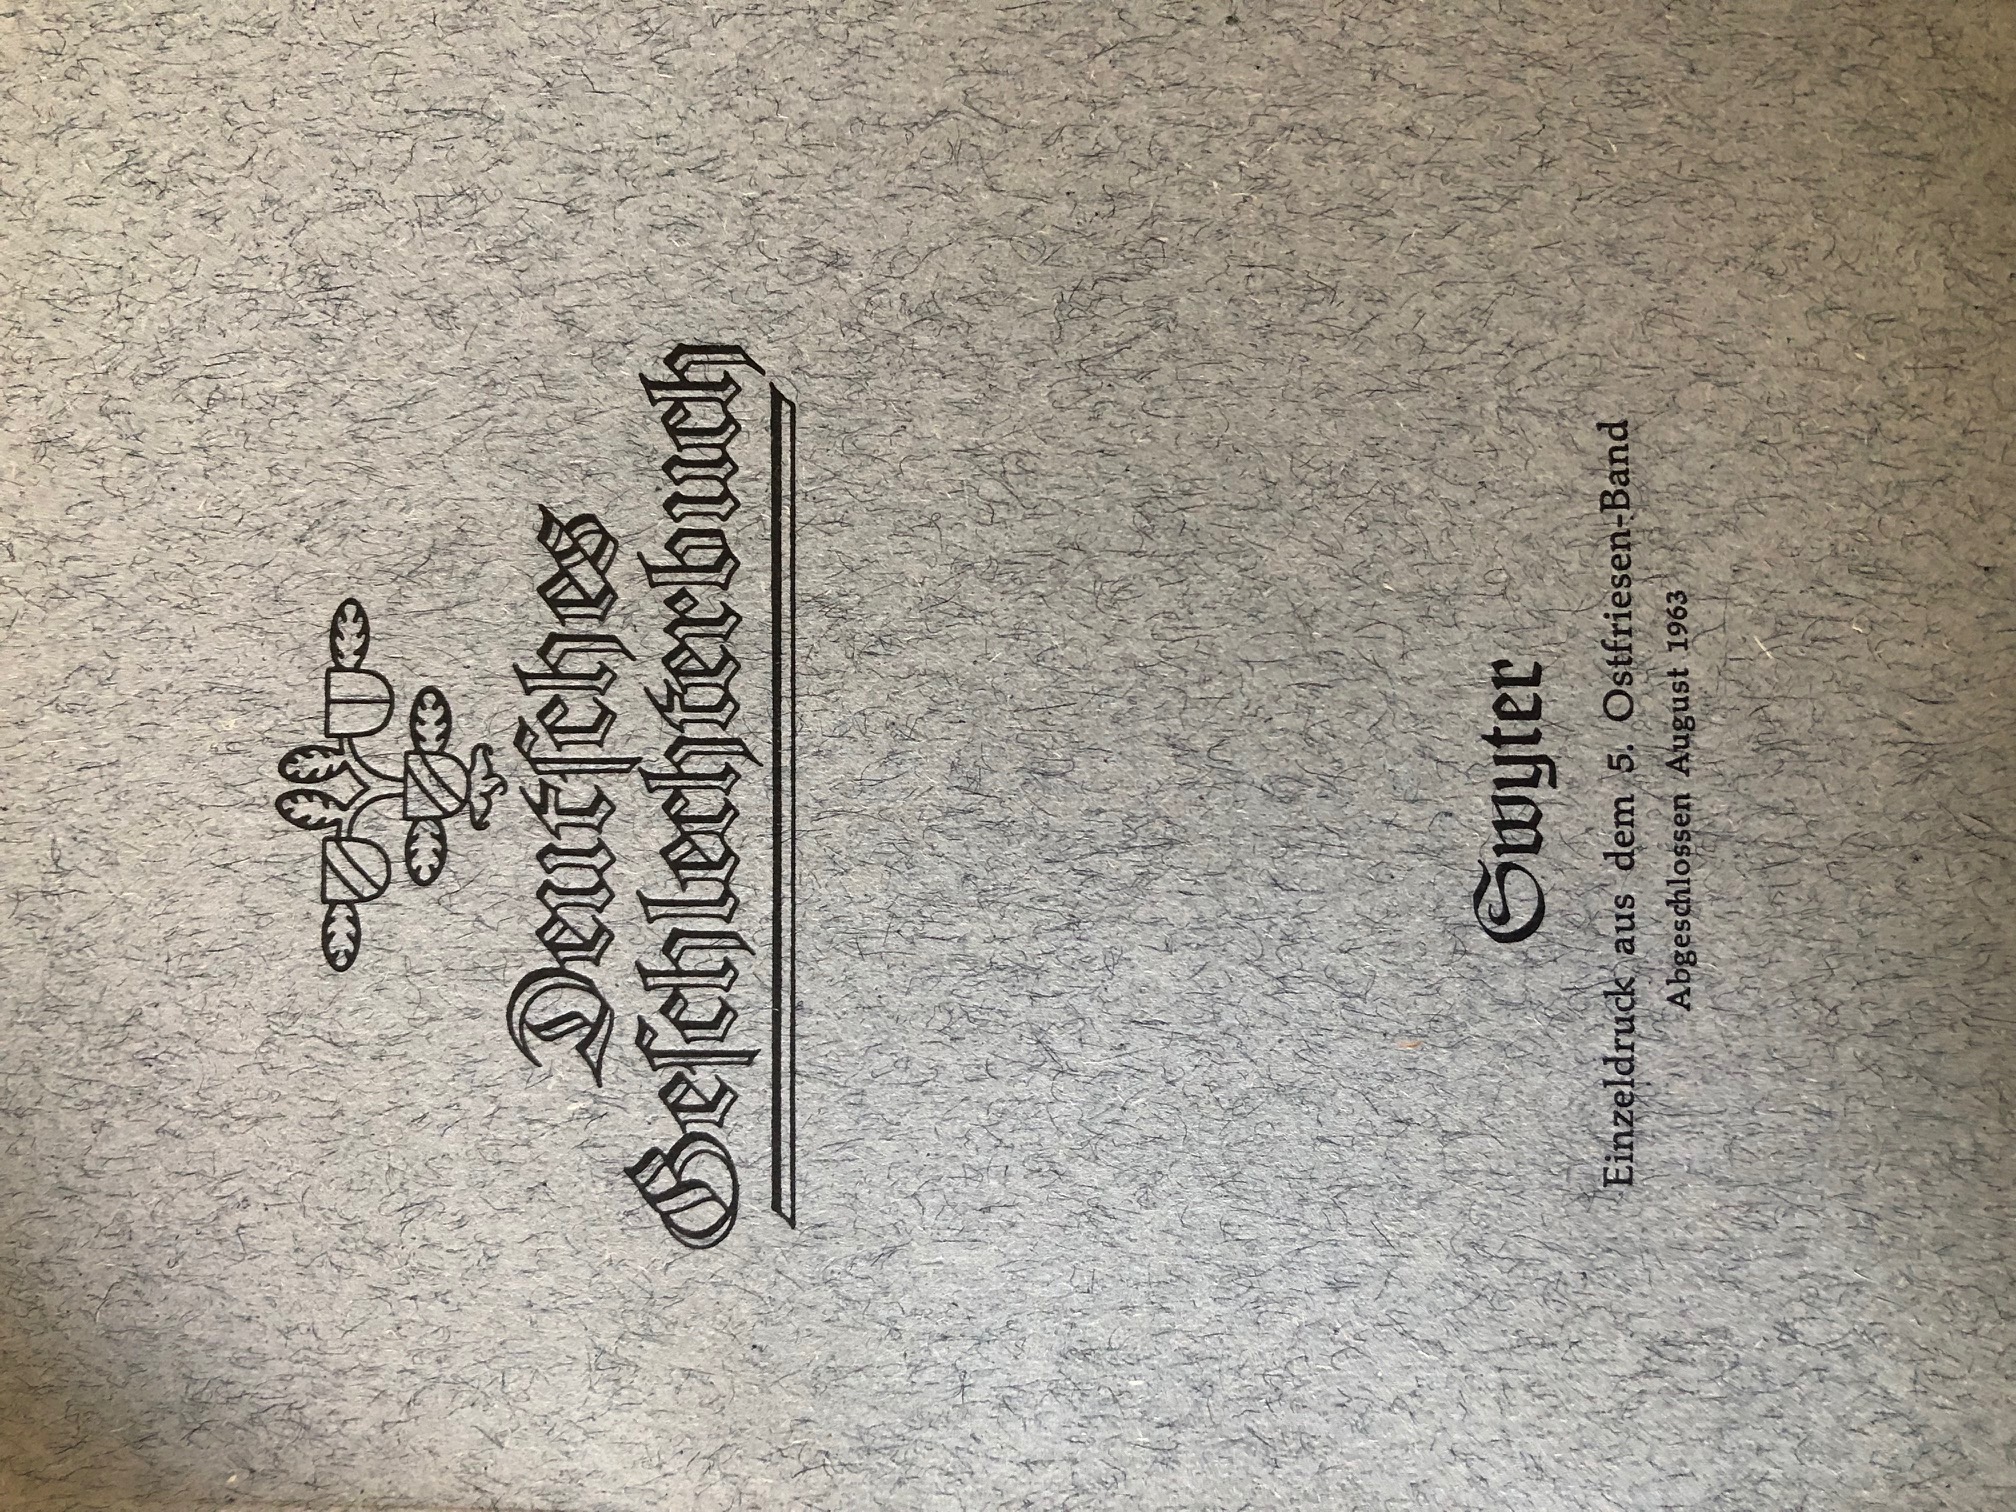 Deutſches
Geſchlechterbuch
Swyter
Einzeldruck aus dem 5. Ostfriesen-Band
Abgeschlossen August 1963